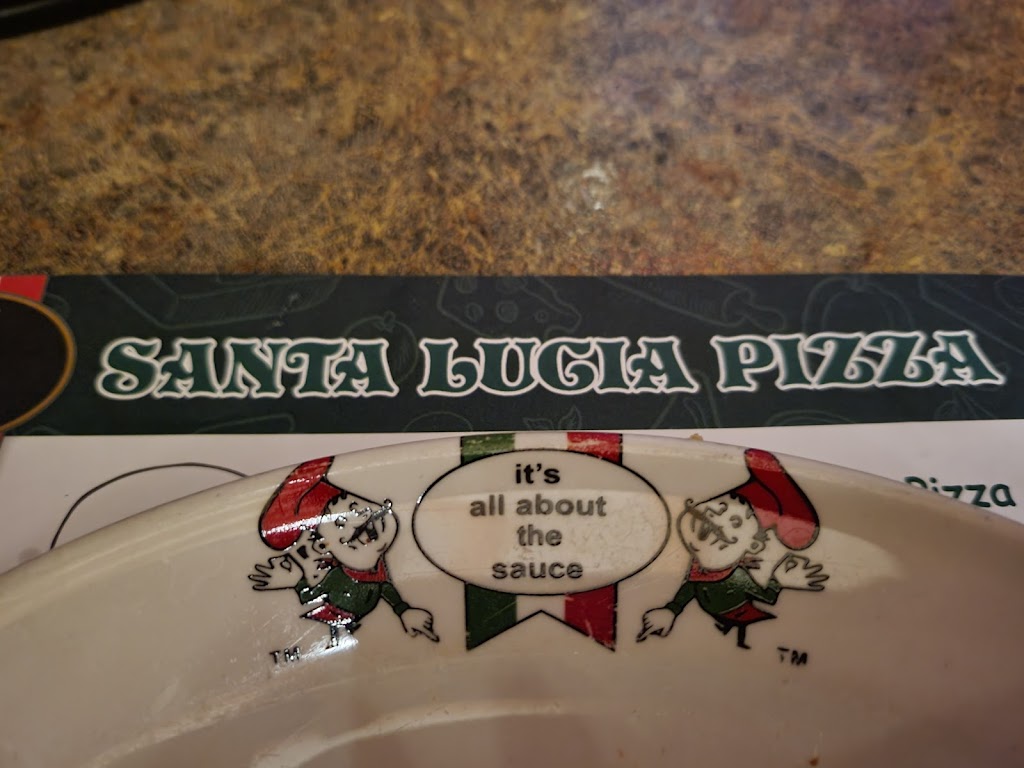 SANTA LUCIA PIZZA
Pizza
it's
all about
the
sauce
TM
TM